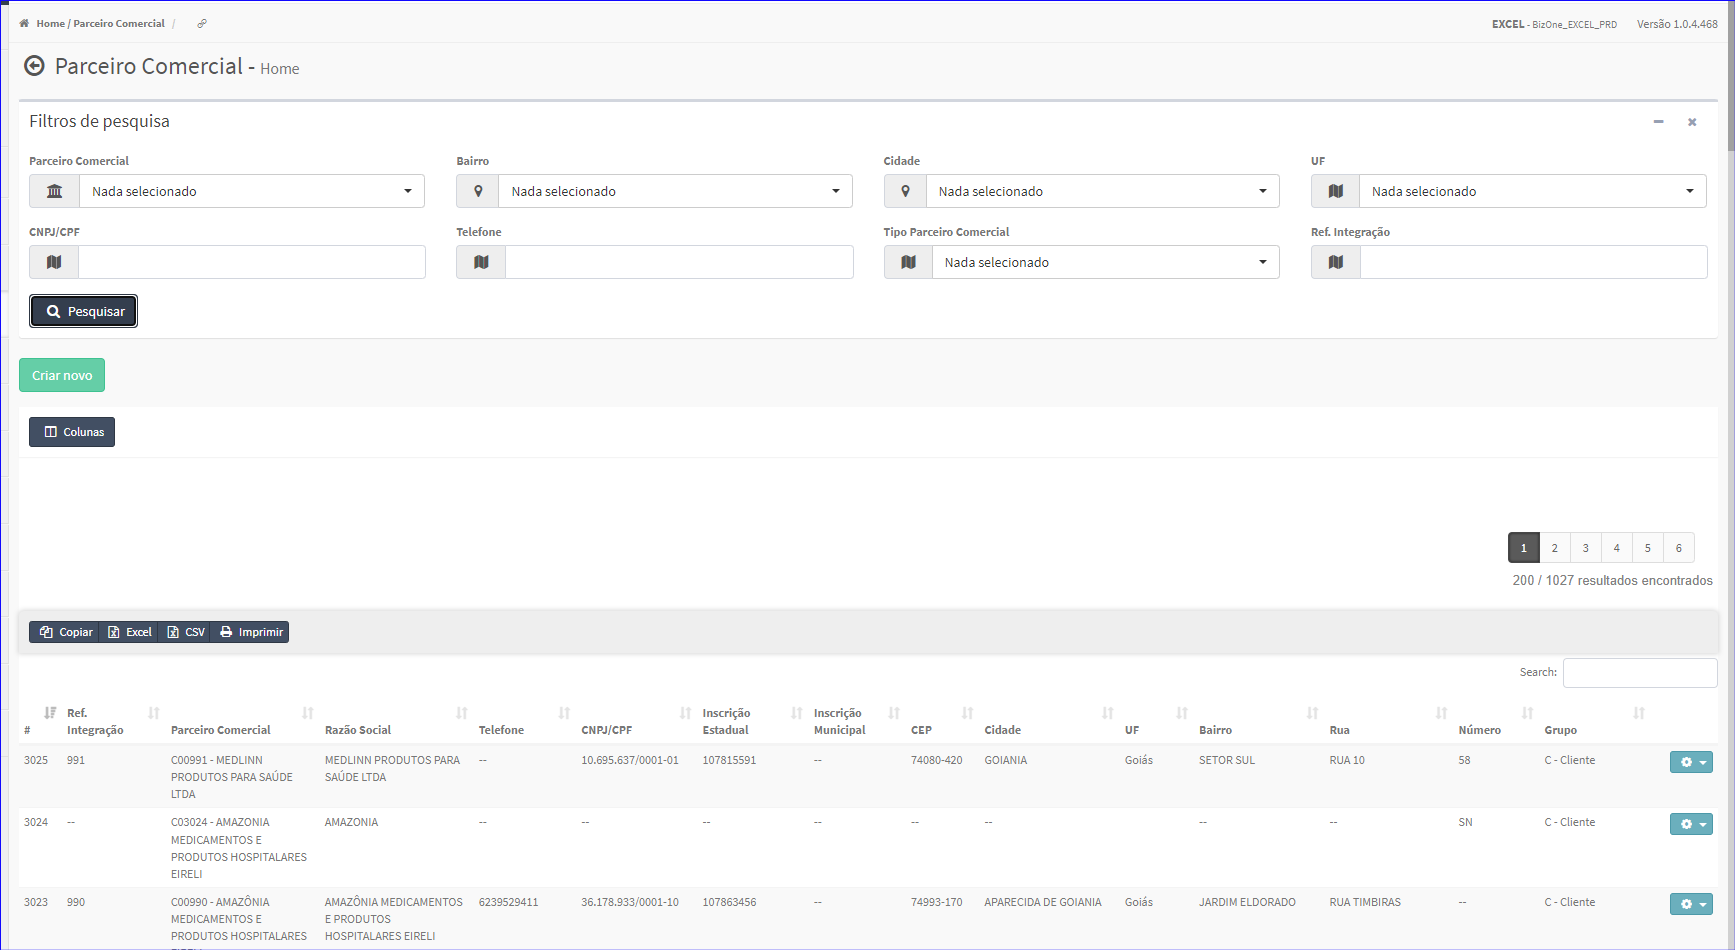 Home / Parceiro Comercial /
EXCEL - BizOne_EXCEL_PRD Versão 1.0.4.468
Parceiro Comercial - Home
Filtros de pesquisa
Parceiro Comercial Bairro Cidade UF
Nada selecionado Nada selecionado Nada selecionado Nada selecionado
CNPJ/CPF Telefone Tipo Parceiro Comercial Ref. Integração
Nada selecionado
Pesquisar
Criar novo
Colunas
1 2 3 4 5 6
200 / 1027 resultados encontrados
Copiar Excel CSV Imprimir
Search:
Ref. Inscrição Inscrição
# Integração Parceiro Comercial Razão Social Telefone CNPJ/CPF Estadual Municipal CEP Cidade UF Bairro Rua Número Grupo
3025 991 C00991 - MEDLINN MEDLINN PRODUTOS PARA -- 10.695.637/0001-01 107815591 -- 74080-420 GOIANIA Goiás SETOR SUL RUA 10 58 C - Cliente
PRODUTOS PARA SAÚDE SAÚDE LTDA
LTDA
3024 -- C03024 - AMAZONIA AMAZONIA -- -- -- -- -- -- -- -- SN C - Cliente
MEDICAMENTOS E
PRODUTOS HOSPITALARES
EIRELI
3023 990 C00990 - AMAZÔNIA AMAZÔNIA MEDICAMENTOS 6239529411 36.178.933/0001-10 107863456 -- 74993-170 APARECIDA DE GOIANIA Goiás JARDIM ELDORADO RUA TIMBIRAS -- C - Cliente
MEDICAMENTOS E E PRODUTOS
PRODUTOS HOSPITALARES HOSPITALARES EIRELI